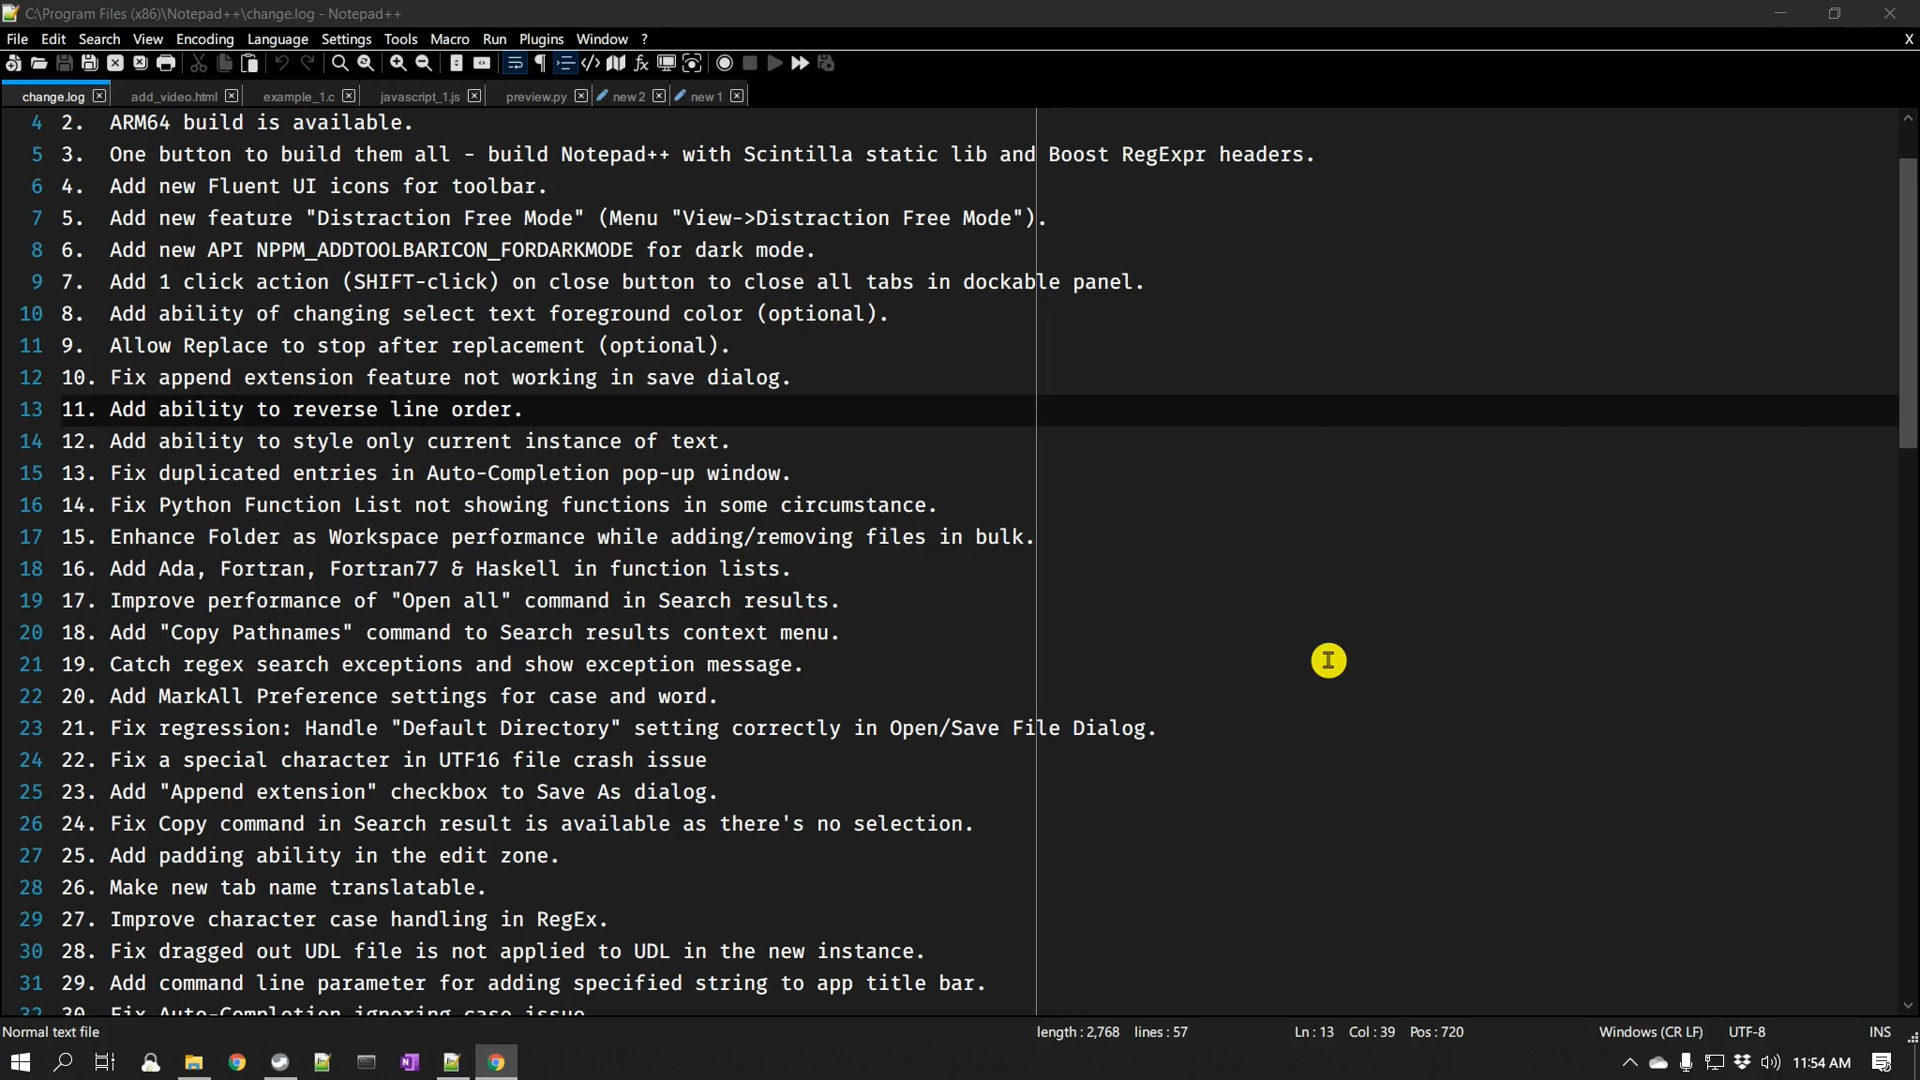 C:\Program Files (x86)\Notepad++\change.log - Notepad++
File Edit Search View Encoding Language Settings Tools Macro Run Plugins Window ? X
change.log add_video.html example_1.c javascript_1.js preview.py new 2 new 1
4 2. ARM64 build is available.
5 3. One button to build them all - build Notepad++ with Scintilla static lib and Boost RegExpr headers.
6 4. Add new Fluent UI icons for toolbar.
7 5. Add new feature "Distraction Free Mode" (Menu "View->Distraction Free Mode").
8 6. Add new API NPPM_ADDTOOLBARICON_FORDARKMODE for dark mode.
9 7. Add 1 click action (SHIFT-click) on close button to close all tabs in dockable panel.
10 8. Add ability of changing select text foreground color (optional).
11 9. Allow Replace to stop after replacement (optional).
12 10. Fix append extension feature not working in save dialog.
13 11. Add ability to reverse line order.
14 12. Add ability to style only current instance of text.
15 13. Fix duplicated entries in Auto-Completion pop-up window.
16 14. Fix Python Function List not showing functions in some circumstance.
17 15. Enhance Folder as Workspace performance while adding/removing files in bulk.
18 16. Add Ada, Fortran, Fortran77 & Haskell in function lists.
19 17. Improve performance of "Open all" command in Search results.
20 18. Add "Copy Pathnames" command to Search results context menu.
21 19. Catch regex search exceptions and show exception message.
22 20. Add MarkAll Preference settings for case and word.
23 21. Fix regression: Handle "Default Directory" setting correctly in Open/Save File Dialog.
24 22. Fix a special character in UTF16 file crash issue
25 23. Add "Append extension" checkbox to Save As dialog.
26 24. Fix Copy command in Search result is available as there's no selection.
27 25. Add padding ability in the edit zone.
28 26. Make new tab name translatable.
29 27. Improve character case handling in RegEx.
30 28. Fix dragged out UDL file is not applied to UDL in the new instance.
31 29. Add command line parameter for adding specified string to app title bar.
32 30. Fix Auto-Completion ignoring case issue
Normal text file length : 2,768 lines : 57 Ln : 13 Col : 39 Pos : 720 Windows (CR LF) UTF-8 INS
11:54 AM